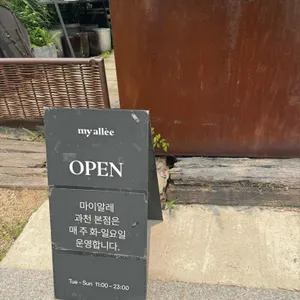 my allée
OPEN
마이알레
과천 본점은
매주 화-일요일
운영합니다.
Tue - Sun 11:00 - 23:00